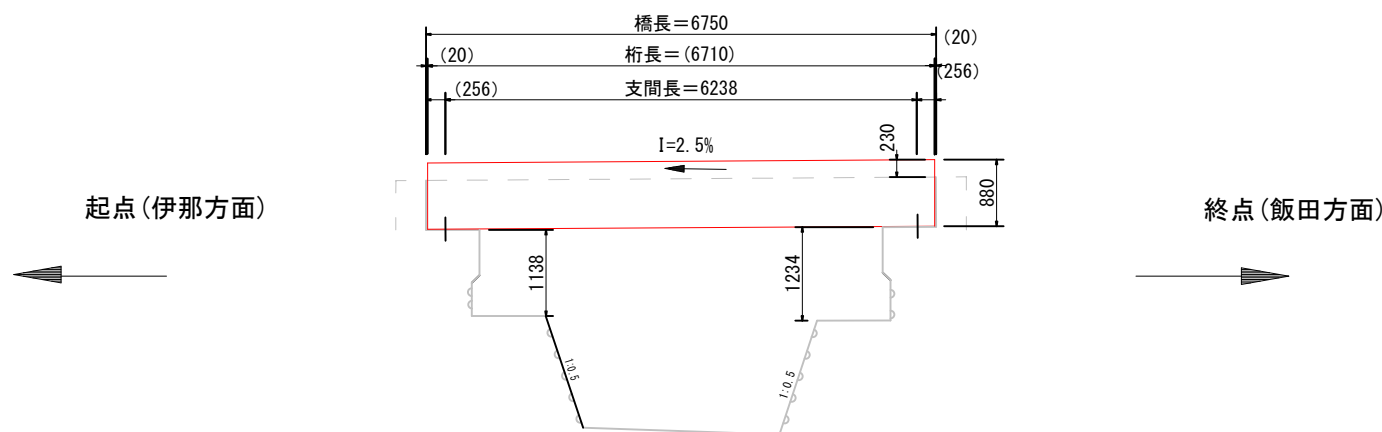 橋長=6750
(20)
(20)
桁長=(6710)
(256)
(256)
支間長=6238
230
I=2.5%
880
起点(伊那方面)
終点(飯田方面)
1138
1234
1:0.5
1:0.5